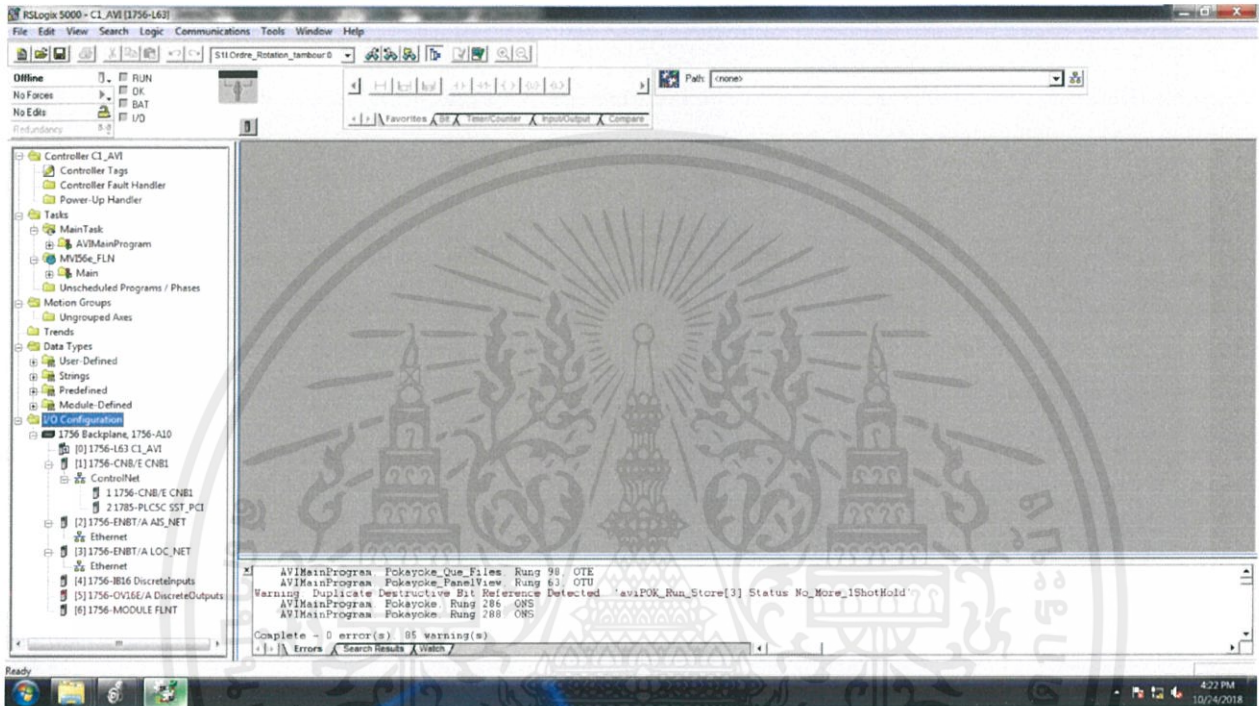 RSLogix 5000 - C1_AVI [1756-L63]
File Edit View Search Logic Communications Tools Window Help
S1LOrdre_Rotation_tambour:0
Offline
RUN
No Forces
OK
BAT
No Edits
I/O
Redundancy
Path: <none>
Favorites Bit Timer/Counter Input/Output Compare
Controller C1_AVI
Controller Tags
Controller Fault Handler
Power-Up Handler
Tasks
MainTask
AVIMainProgram
MVI56e_FLN
Main
Unscheduled Programs / Phases
Motion Groups
Ungrouped Axes
Trends
Data Types
User-Defined
Strings
Predefined
Module-Defined
I/O Configuration
1756 Backplane, 1756-A10
[0] 1756-L63 C1_AVI
[1] 1756-CNB/E CNB1
ControlNet
1 1756-CNB/E CNB1
2 1785-PLC5C SST_PCI
[2] 1756-ENBT/A AIS_NET
Ethernet
[3] 1756-ENBT/A LOC_NET
Ethernet
[4] 1756-IB16 DiscreteInputs
[5] 1756-OV16E/A DiscreteOutputs
[6] 1756-MODULE FLNT
AVIMainProgram Pokayoke_Que_Files, Rung 98, OTE
AVIMainProgram Pokayoke_PanelView, Rung 63, OTU
Warning Duplicate Destructive Bit Reference Detected 'aviPOK_Run_Store[3] Status No_More_1ShotHold'
AVIMainProgram Pokayoke, Rung 286 ONS
AVIMainProgram Pokayoke, Rung 288 ONS
Complete - 0 error(s) 85 warning(s)
Errors Search Results Watch
Ready
4:22 PM
10/24/2018